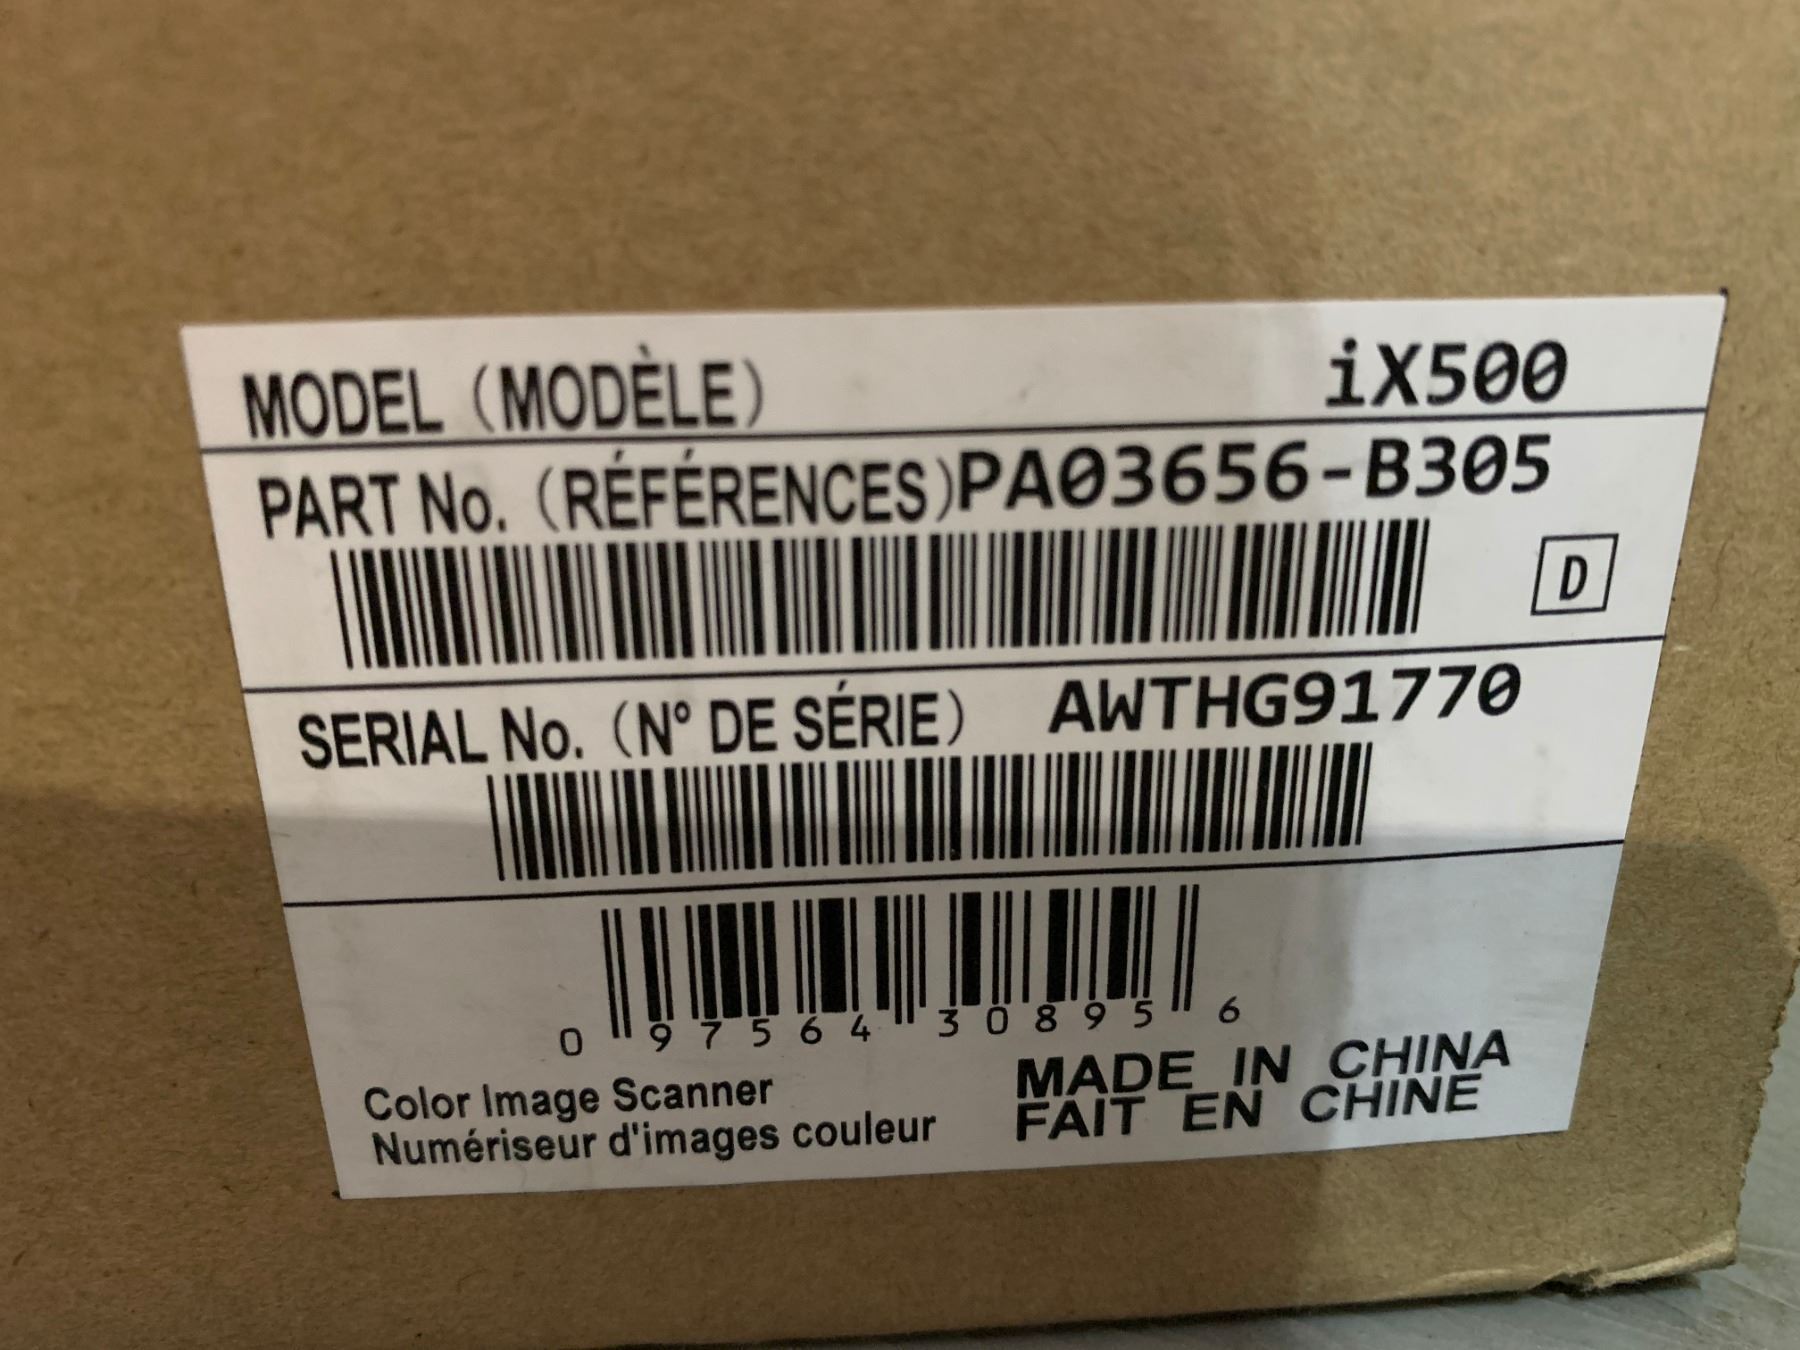 MODEL (MODÈLE) iX500
PART No. (RÉFÉRENCES)PA03656-B305
D
SERIAL No. (N° DE SÉRIE) AWTHG91770
0 97564 30895 6
Color Image Scanner
Numériseur d'images couleur
MADE IN CHINA
FAIT EN CHINE